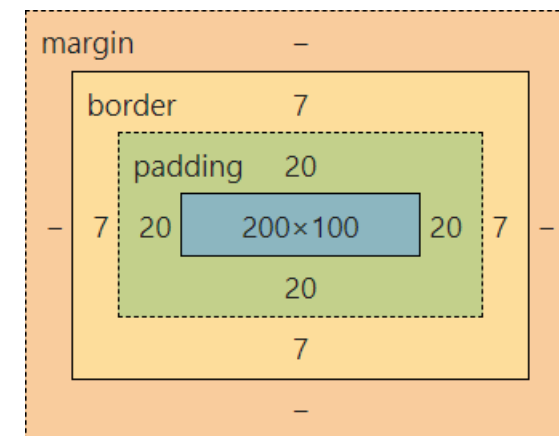 margin –
border 7
padding 20
– 7 20 200×100 20 7 –
20
7
–